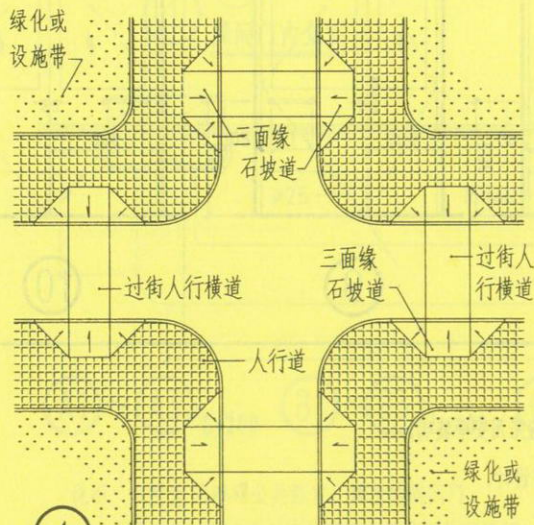 绿化或
设施带
三面缘
石坡道
三面缘
石坡道
过街人
行横道
过街人行横道
人行道
绿化或
设施带